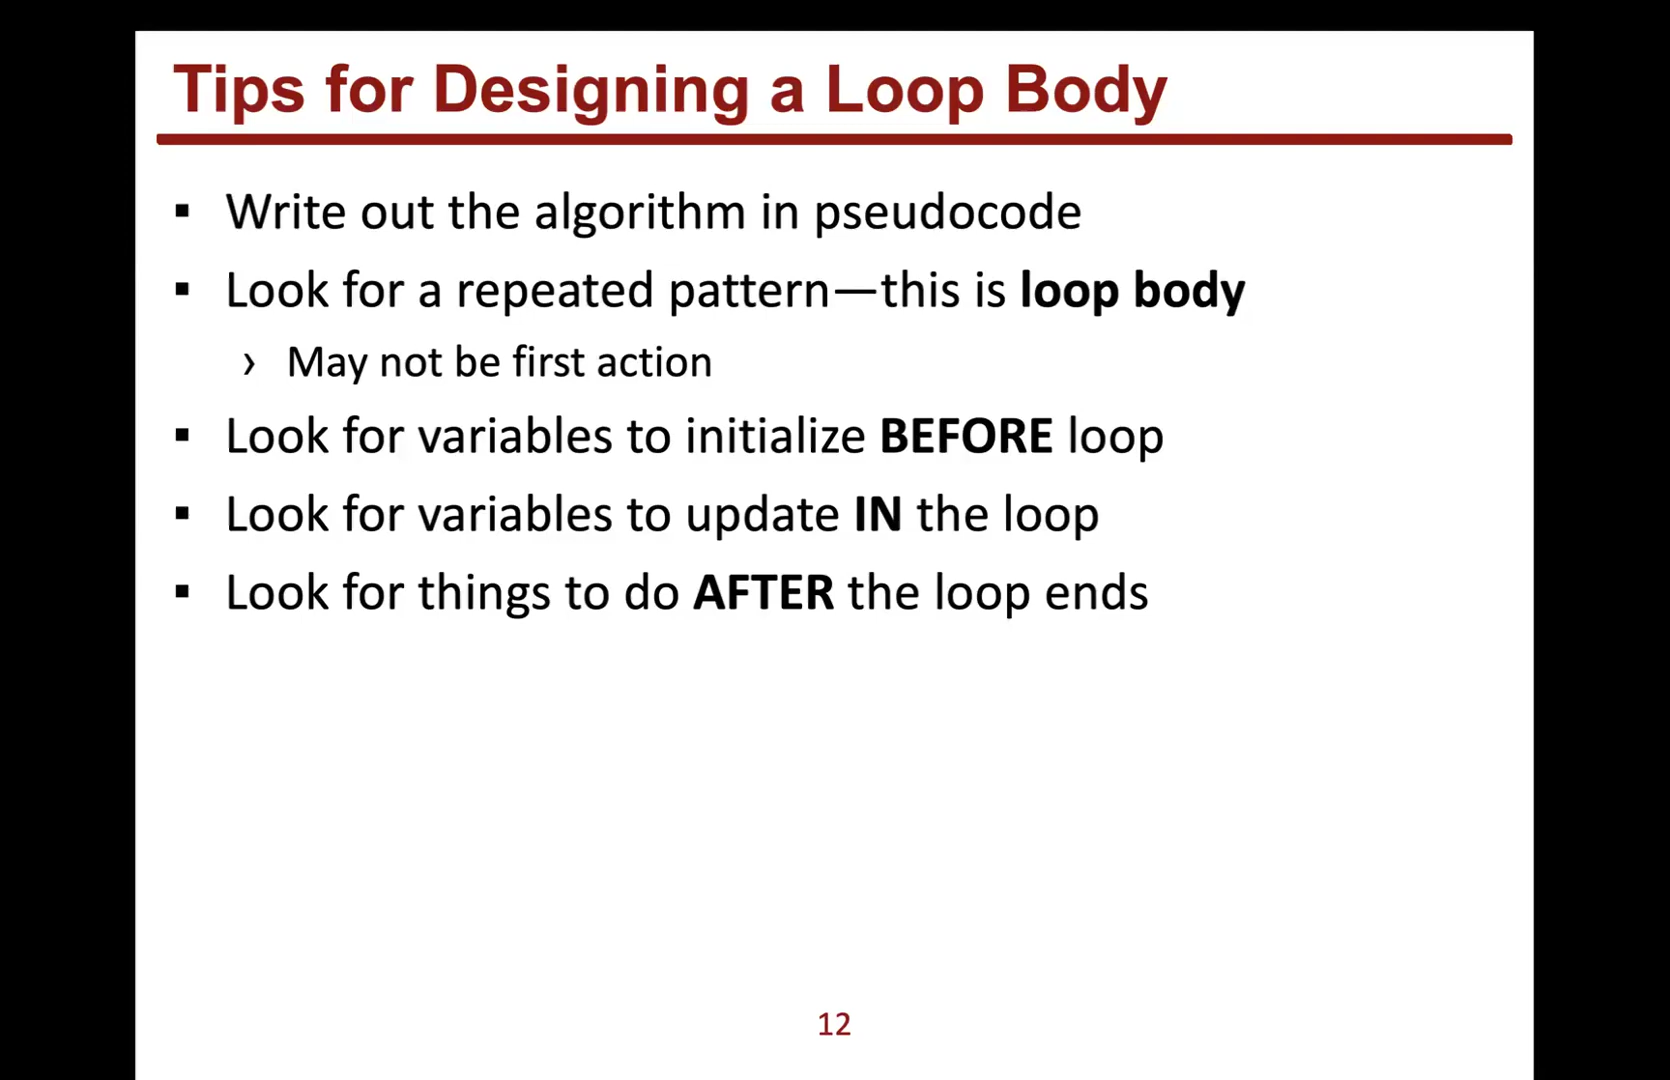 Tips for Designing a Loop Body
▪ Write out the algorithm in pseudocode
▪ Look for a repeated pattern—this is loop body
› May not be first action
▪ Look for variables to initialize BEFORE loop
▪ Look for variables to update IN the loop
▪ Look for things to do AFTER the loop ends
12